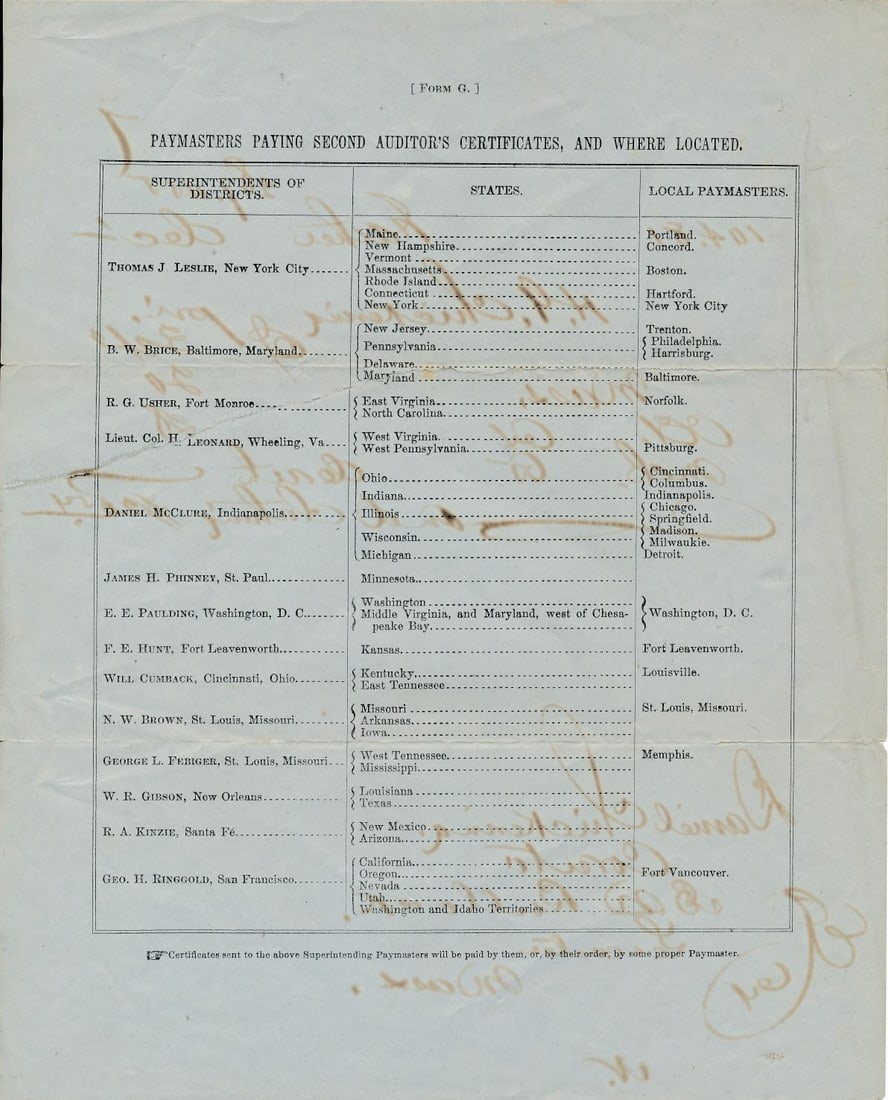 [ FORM G. ]
PAYMASTERS PAYING SECOND AUDITOR'S CERTIFICATES, AND WHERE LOCATED.
SUPERINTENDENTS OF DISTRICTS. STATES. LOCAL PAYMASTERS.
THOMAS J LESLIE, New York City
Maine Portland.
New Hampshire Concord.
Vermont
Massachusetts Boston.
Rhode Island
Connecticut Hartford.
New York New York City
B. W. BRICE, Baltimore, Maryland
New Jersey Trenton.
Pennsylvania Philadelphia.
Harrisburg.
Delaware
Maryland Baltimore.
R. G. USHER, Fort Monroe
East Virginia Norfolk.
North Carolina
Lieut. Col. H. LEONARD, Wheeling, Va
West Virginia
West Pennsylvania Pittsburg.
DANIEL MCCLURE, Indianapolis
Ohio Cincinnati.
Columbus.
Indiana Indianapolis.
Illinois Chicago.
Springfield.
Wisconsin Madison.
Milwaukie.
Michigan Detroit.
JAMES H. PHINNEY, St. Paul Minnesota
E. E. PAULDING, Washington, D. C.
Washington
Middle Virginia, and Maryland, west of Chesa- Washington, D. C.
peake Bay
F. E. HUNT, Fort Leavenworth Kansas Fort Leavenworth.
WILL CUMBACK, Cincinnati, Ohio
Kentucky Louisville.
East Tennessee
N. W. BROWN, St. Louis, Missouri
Missouri St. Louis, Missouri.
Arkansas
Iowa
GEORGE L. FEBIGER, St. Louis, Missouri
West Tennessee Memphis.
Mississippi
W. R. GIBSON, New Orleans
Louisiana
Texas
R. A. KINZIE, Santa Fé
New Mexico
Arizona
GEO. H. RINGGOLD, San Francisco
California
Oregon Fort Vancouver.
Nevada
Utah
Washington and Idaho Territories
☞Certificates sent to the above Superintending Paymasters will be paid by them, or, by their order, by some proper Paymaster.